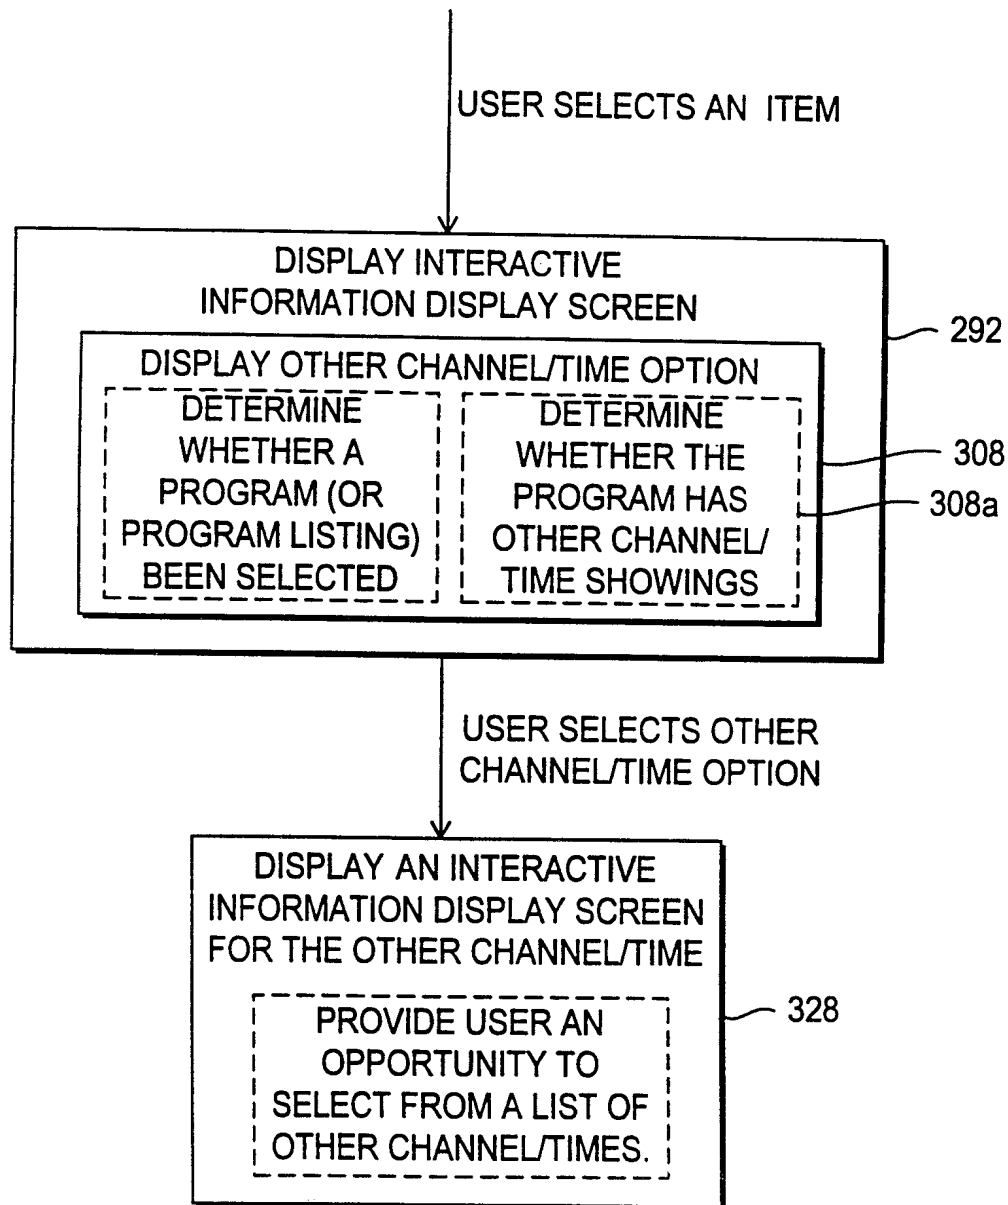 USER SELECTS AN ITEM
DISPLAY INTERACTIVE
INFORMATION DISPLAY SCREEN
292
DISPLAY OTHER CHANNEL/TIME OPTION
DETERMINE
WHETHER A
PROGRAM (OR
PROGRAM LISTING)
BEEN SELECTED
DETERMINE
WHETHER THE
PROGRAM HAS
OTHER CHANNEL/
TIME SHOWINGS
308
308a
USER SELECTS OTHER
CHANNEL/TIME OPTION
DISPLAY AN INTERACTIVE
INFORMATION DISPLAY SCREEN
FOR THE OTHER CHANNEL/TIME
PROVIDE USER AN
OPPORTUNITY TO
SELECT FROM A LIST OF
OTHER CHANNEL/TIMES.
328